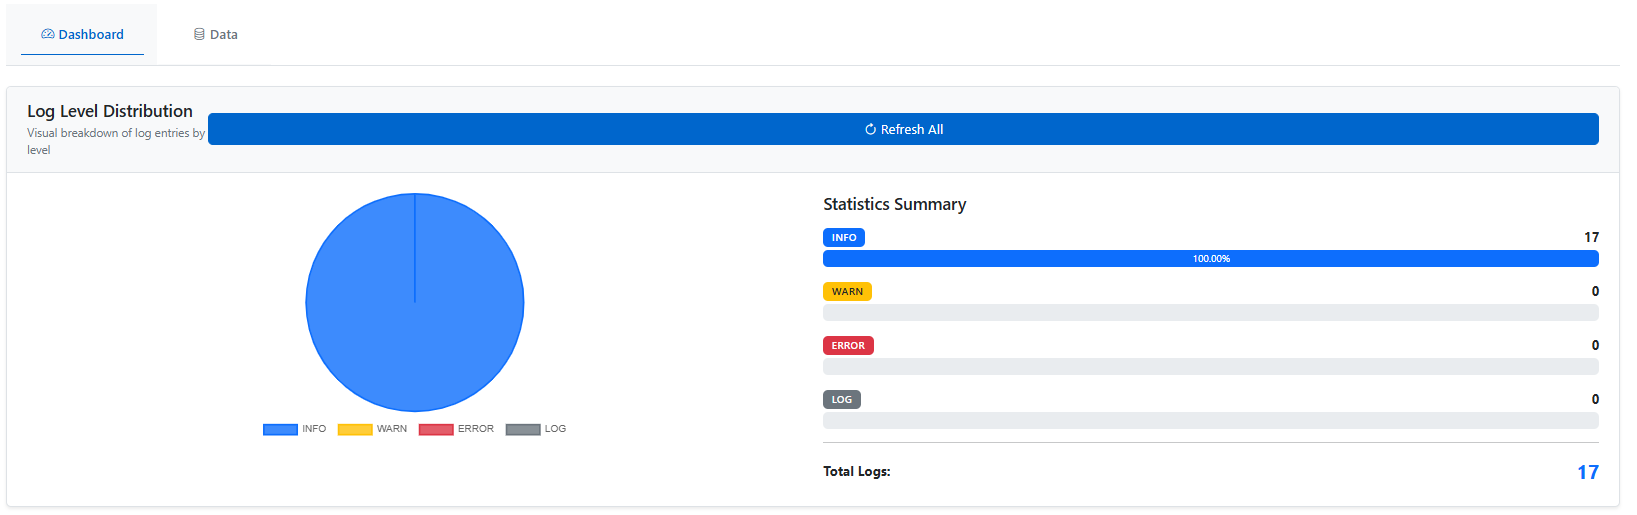 Dashboard
Data
Log Level Distribution
Visual breakdown of log entries by
level
Refresh All
INFO
WARN
ERROR
LOG
Statistics Summary
INFO 17
100.00%
WARN 0
ERROR 0
LOG 0
Total Logs: 17